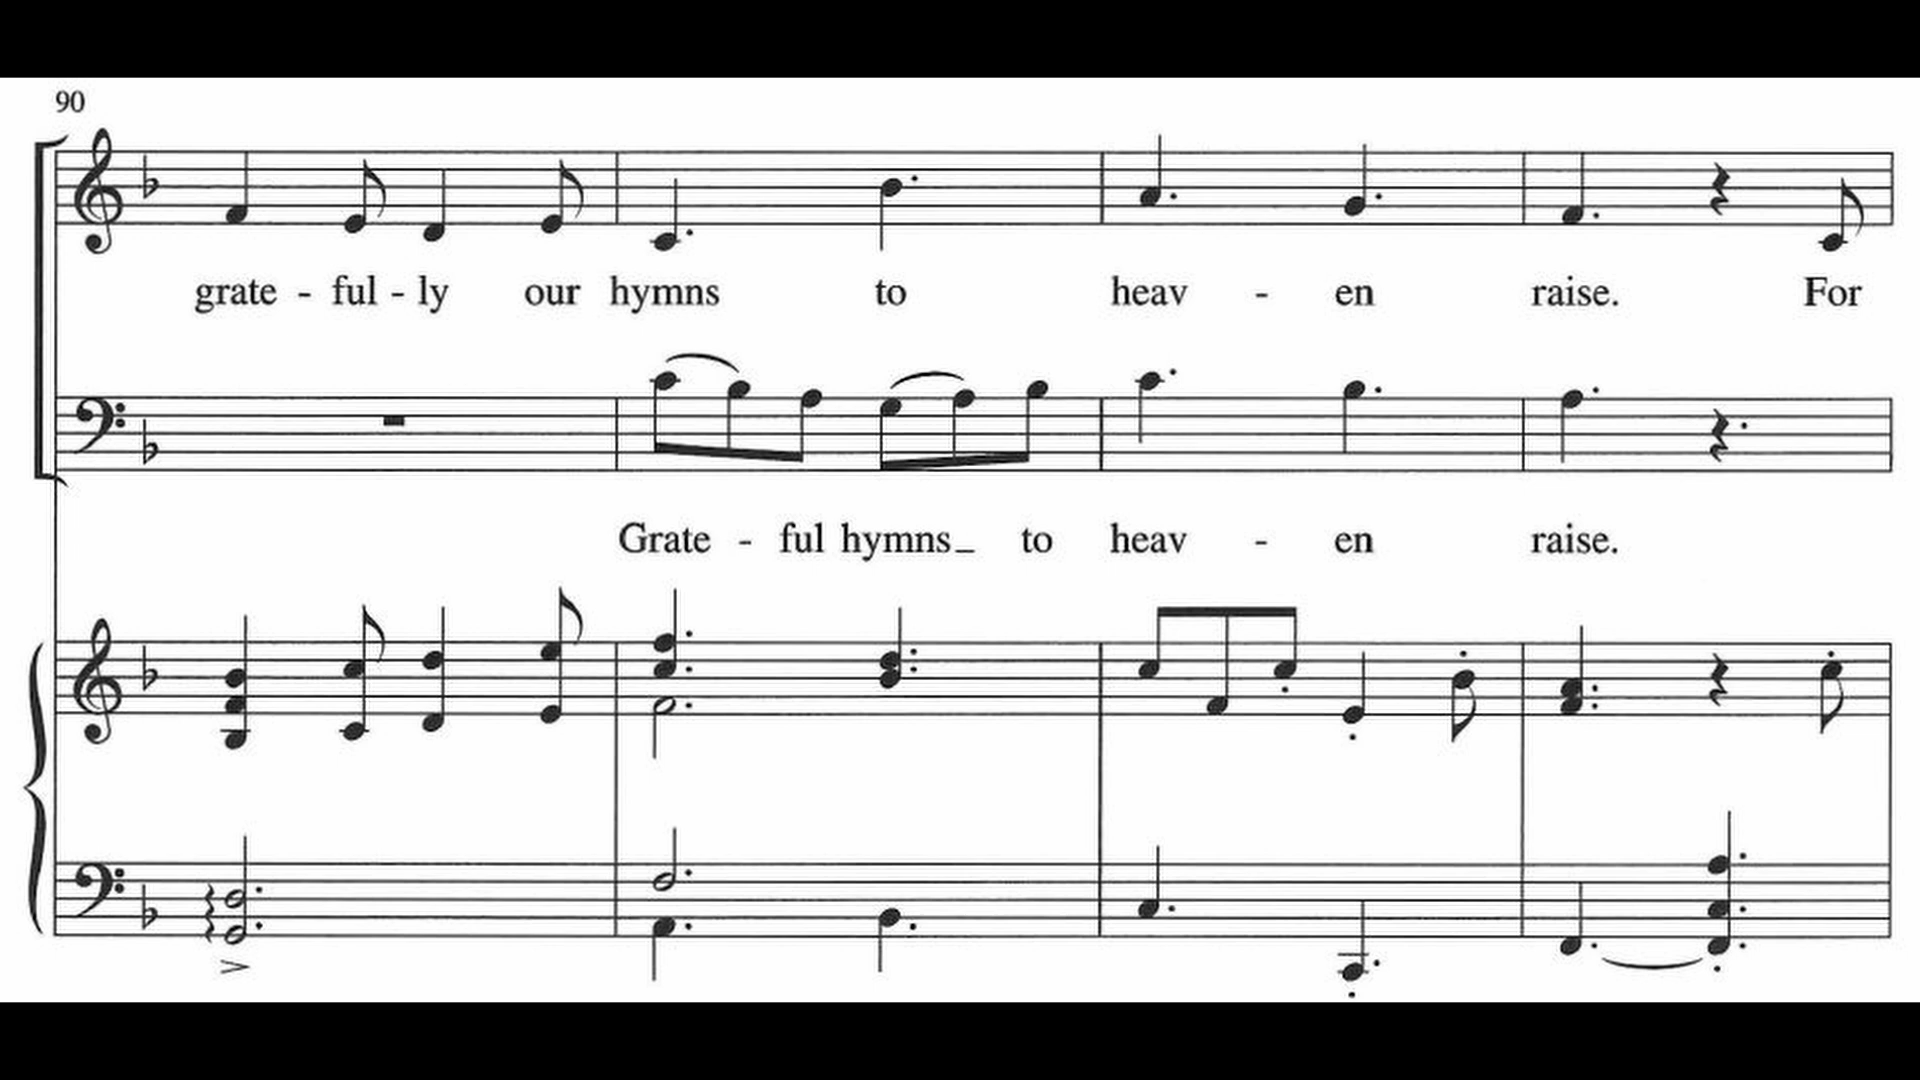 90
grate - ful - ly our hymns to heav - en raise. For
Grate - ful hymns_ to heav - en raise.